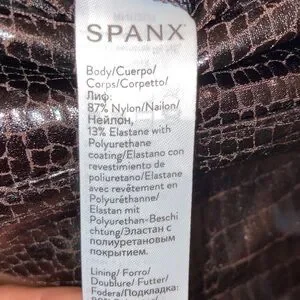 SPANX
Body/Cuerpo/
Corps/Corpetto/
Лиф:
87% Nylon/Nailon/
Нейлон,
13% Elastane with
Polyurethane
coating/Elastano con
revestimiento de
poliuretano/Elastane
avec revêtement en
Polyuréthanne/
Elastan mit
Polyurethan-Beschi
chtung/Эластан с
полиуретановым
покрытием.
Lining/ Forro/
Doublure/ Futter/
Fodera/Подкладка: